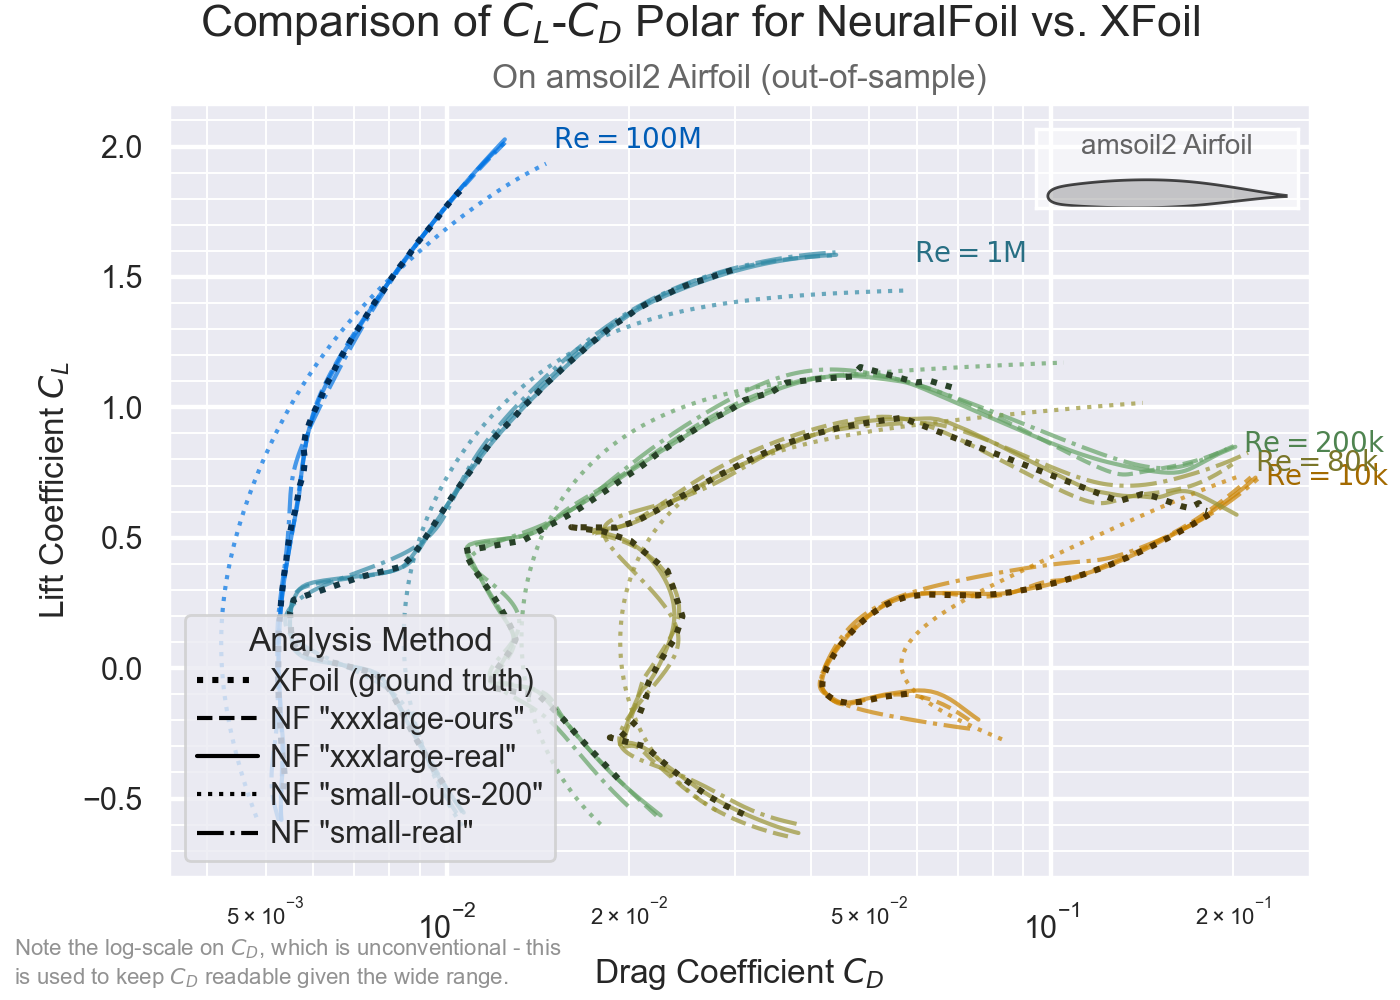 Comparison of C_L-C_D Polar for NeuralFoil vs. XFoil
On amsoil2 Airfoil (out-of-sample)
Re = 100M
amsoil2 Airfoil
Re = 1M
Re = 200k
Re = 80k
Re = 10k
Lift Coefficient C_L
2.0
1.5
1.0
0.5
0.0
−0.5
Analysis Method
XFoil (ground truth)
NF "xxxlarge-ours"
NF "xxxlarge-real"
NF "small-ours-200"
NF "small-real"
5 × 10⁻³
10⁻²
2 × 10⁻²
5 × 10⁻²
10⁻¹
2 × 10⁻¹
Drag Coefficient C_D
Note the log-scale on C_D, which is unconventional - this
is used to keep C_D readable given the wide range.